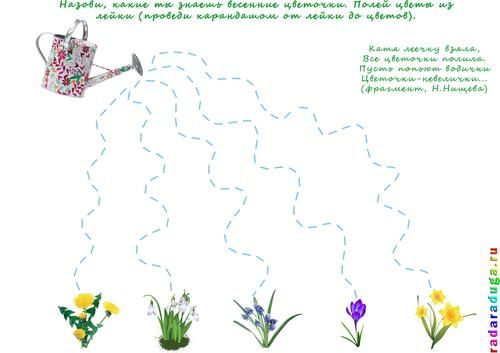 Назови, какие ты знаешь весенние цветочки. Полей цветы из
лейки (проведи карандашом от лейки до цветов).
Катя леечку взяла,
Все цветочки полила.
Пусть попьют водички
Цветочки-невелички...
(фрагмент, Н.Нищева)
radaraduga.ru